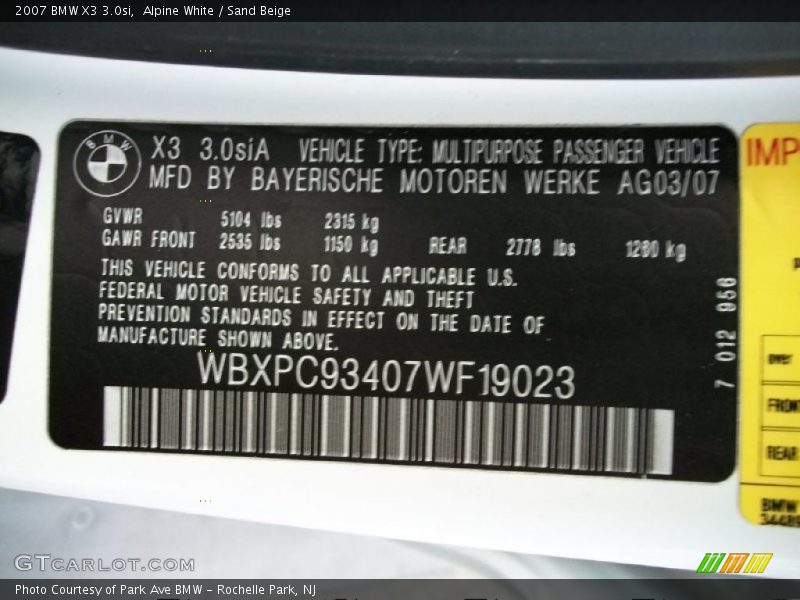 2007 BMW X3 3.0si, Alpine White / Sand Beige
BMW
X3 3.0siA VEHICLE TYPE: MULTIPURPOSE PASSENGER VEHICLE
MFD BY BAYERISCHE MOTOREN WERKE AG03/07
GVWR 5104 lbs 2315 kg
GAWR FRONT 2535 lbs 1150 kg REAR 2778 lbs 1260 kg
THIS VEHICLE CONFORMS TO ALL APPLICABLE U.S.
FEDERAL MOTOR VEHICLE SAFETY AND THEFT
PREVENTION STANDARDS IN EFFECT ON THE DATE OF
MANUFACTURE SHOWN ABOVE.
WBXPC93407WF19023
7 012 956
IMP
over
FRON
REAR
BMW
GTCARLOT.COM
Photo Courtesy of Park Ave BMW - Rochelle Park, NJ